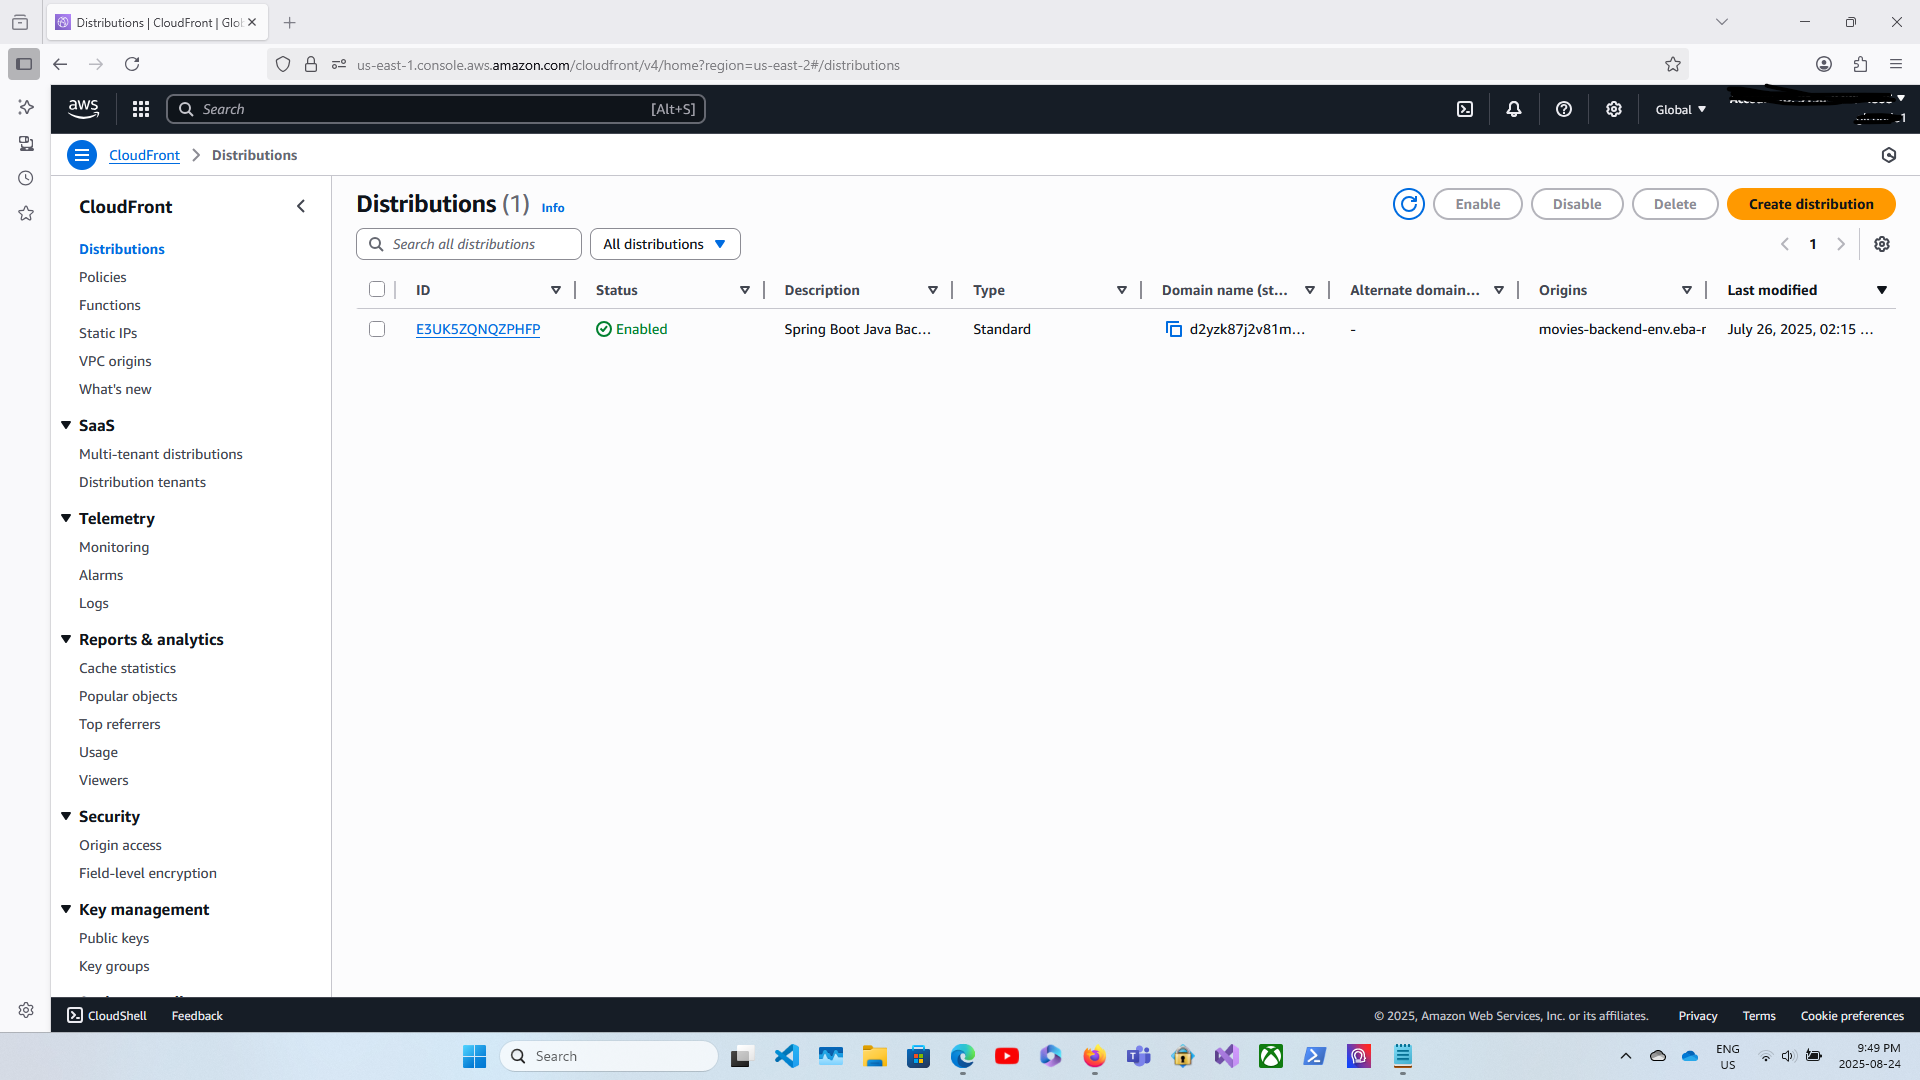 Distributions | CloudFront | Glo
us-east-1.console.aws.amazon.com/cloudfront/v4/home?region=us-east-2#/distributions
aws
Search [Alt+S]
Global
1
CloudFront > Distributions
CloudFront
Distributions
Policies
Functions
Static IPs
VPC origins
What's new
SaaS
Multi-tenant distributions
Distribution tenants
Telemetry
Monitoring
Alarms
Logs
Reports & analytics
Cache statistics
Popular objects
Top referrers
Usage
Viewers
Security
Origin access
Field-level encryption
Key management
Public keys
Key groups
Distributions (1) Info
Enable Disable Delete Create distribution
Search all distributions All distributions
1
ID Status Description Type Domain name (st... Alternate domain... Origins Last modified
E3UK5ZQNQZPHFP Enabled Spring Boot Java Bac... Standard d2yzk87j2v81m... - movies-backend-env.eba-r July 26, 2025, 02:15 ...
CloudShell Feedback
© 2025, Amazon Web Services, Inc. or its affiliates. Privacy Terms Cookie preferences
Search
ENG
US
9:49 PM
2025-08-24